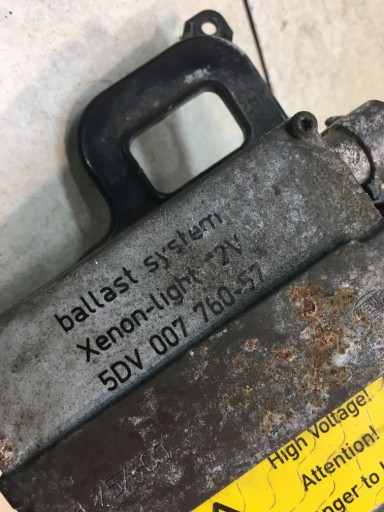 ballast system
Xenon-light 12V
5DV 007 760-57
High Voltage!
Attention!